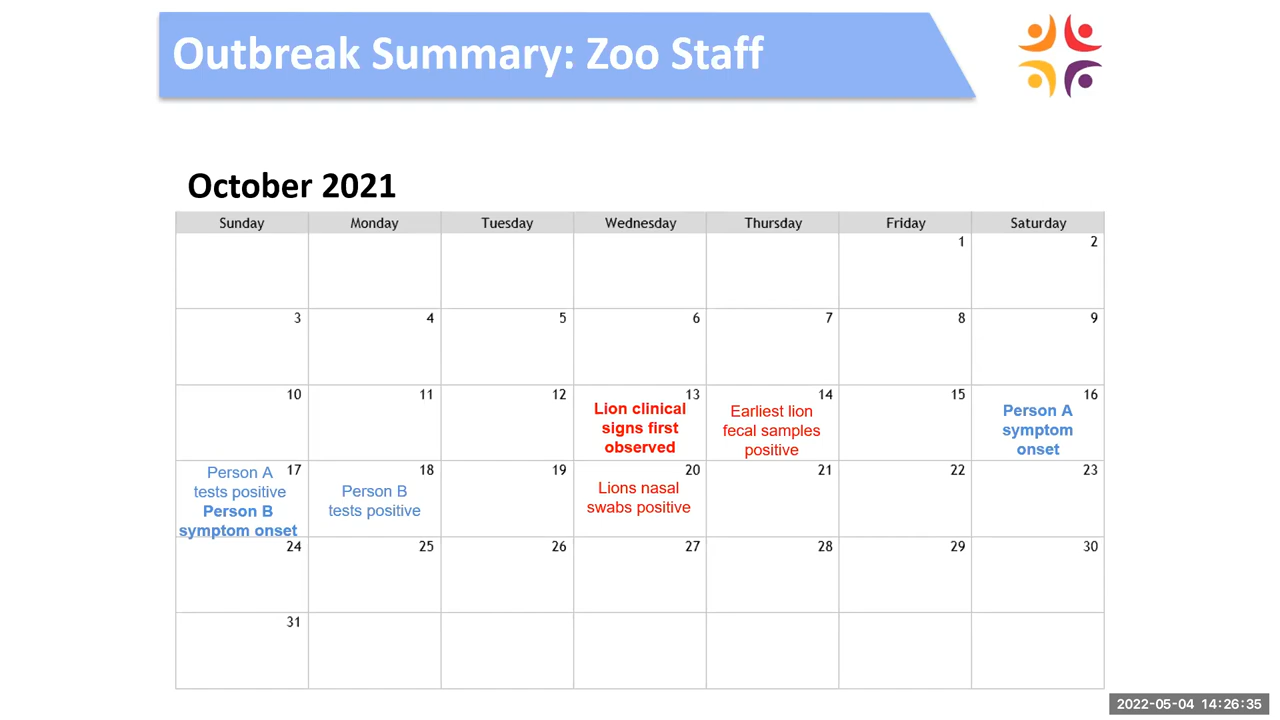 Outbreak Summary: Zoo Staff
October 2021
Sunday Monday Tuesday Wednesday Thursday Friday Saturday
1 2
3 4 5 6 7 8 9
10 11 12 13 14 15 16
Lion clinical
signs first
observed
Earliest lion
fecal samples
positive
Person A
symptom
onset
17 18 19 20 21 22 23
Person A
tests positive
Person B
symptom onset
Person B
tests positive
Lions nasal
swabs positive
24 25 26 27 28 29 30
31
2022-05-04 14:26:35